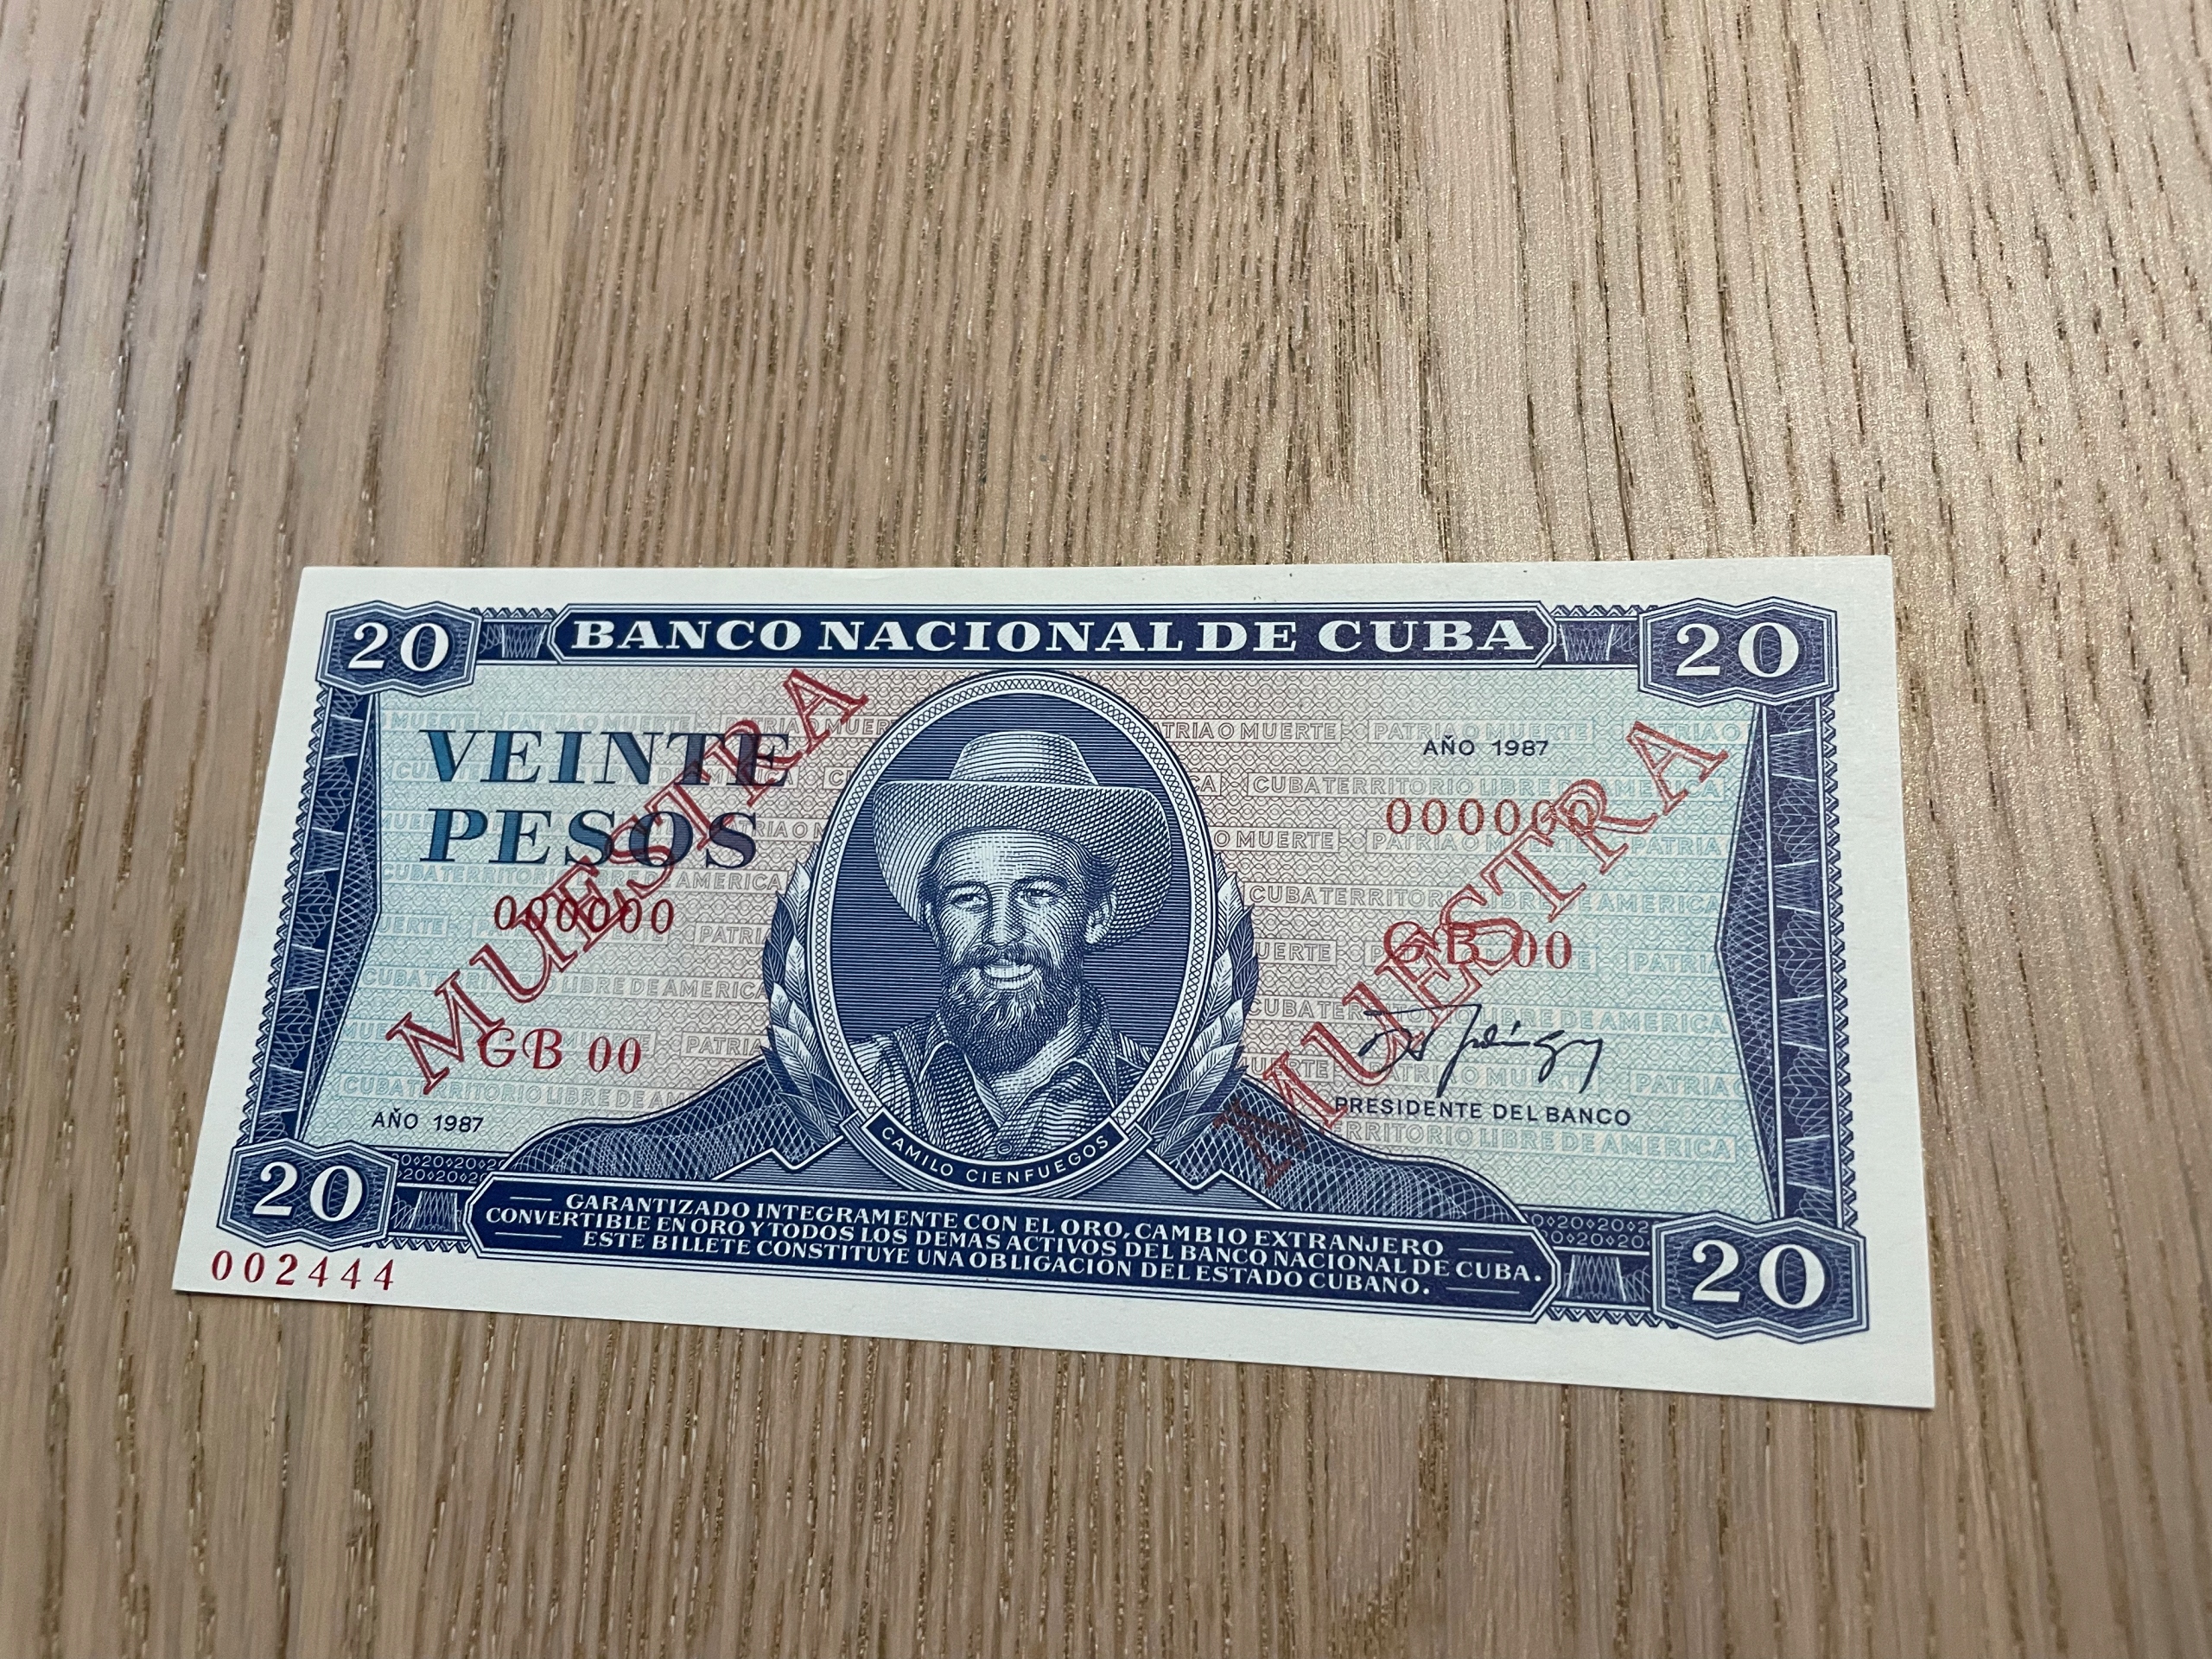 20 BANCO NACIONAL DE CUBA 20
VEINTE
PESOS
AÑO 1987
000000
000000
MUESTRA
MUESTRA
GB 00
GB 00
PRESIDENTE DEL BANCO
AÑO 1987
CAMILO CIENFUEGOS
PATRIA O MUERTE
CUBA TERRITORIO LIBRE DE AMERICA
20 20
GARANTIZADO INTEGRAMENTE CON EL ORO, CAMBIO EXTRANJERO
CONVERTIBLE EN ORO Y TODOS LOS DEMAS ACTIVOS DEL BANCO NACIONAL DE CUBA.
ESTE BILLETE CONSTITUYE UNA OBLIGACION DEL ESTADO CUBANO.
002444